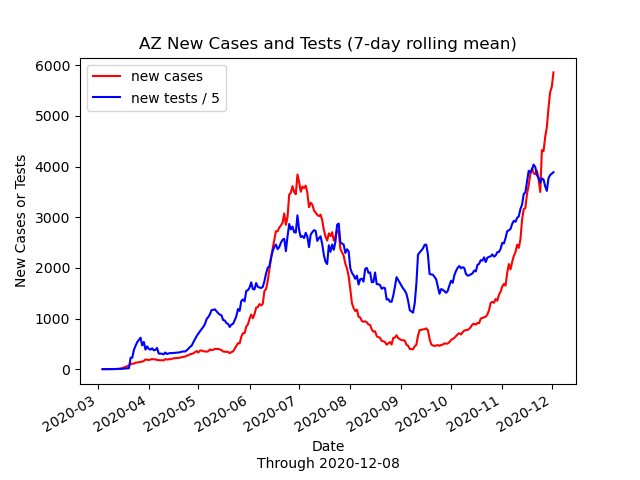 AZ New Cases and Tests (7-day rolling mean)
new cases
new tests / 5
6000
5000
4000
3000
2000
1000
0
New Cases or Tests
2020-03
2020-04
2020-05
2020-06
2020-07
2020-08
2020-09
2020-10
2020-11
2020-12
Date
Through 2020-12-08